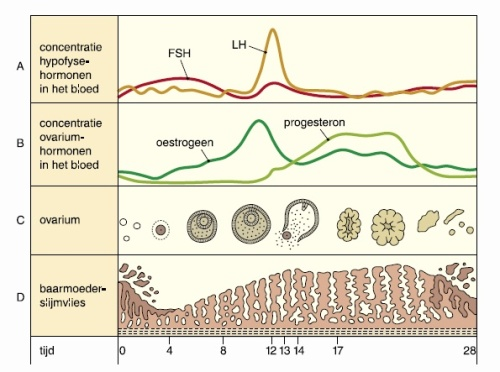 A
concentratie
hypofyse-
hormonen
in het bloed
FSH
LH
B
concentratie
ovarium-
hormonen
in het bloed
oestrogeen
progesteron
C
ovarium
D
baarmoeder-
slijmvlies
tijd
0 4 8 12 13 14 17 28